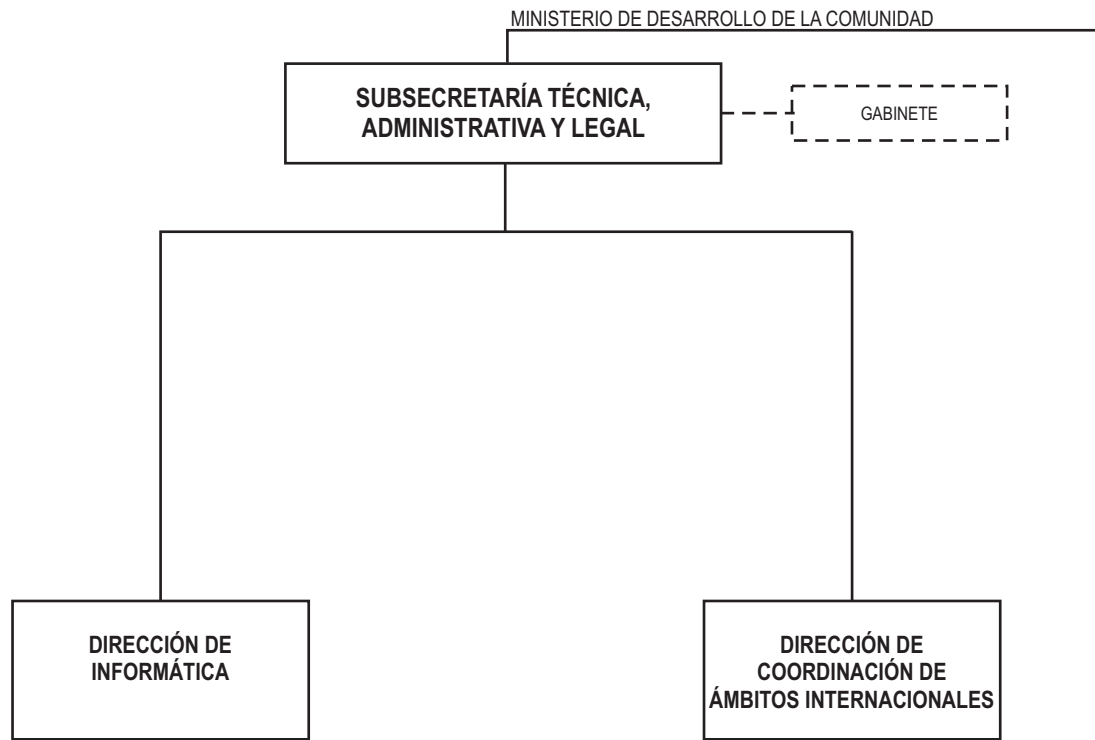 MINISTERIO DE DESARROLLO DE LA COMUNIDAD
SUBSECRETARÍA TÉCNICA,
ADMINISTRATIVA Y LEGAL
GABINETE
DIRECCIÓN DE
INFORMÁTICA
DIRECCIÓN DE
COORDINACIÓN DE
ÁMBITOS INTERNACIONALES